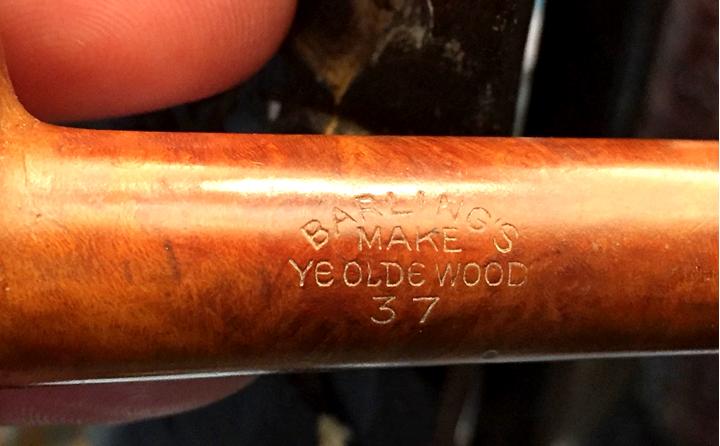 BARLING'S
MAKE
YE OLDE WOOD
37